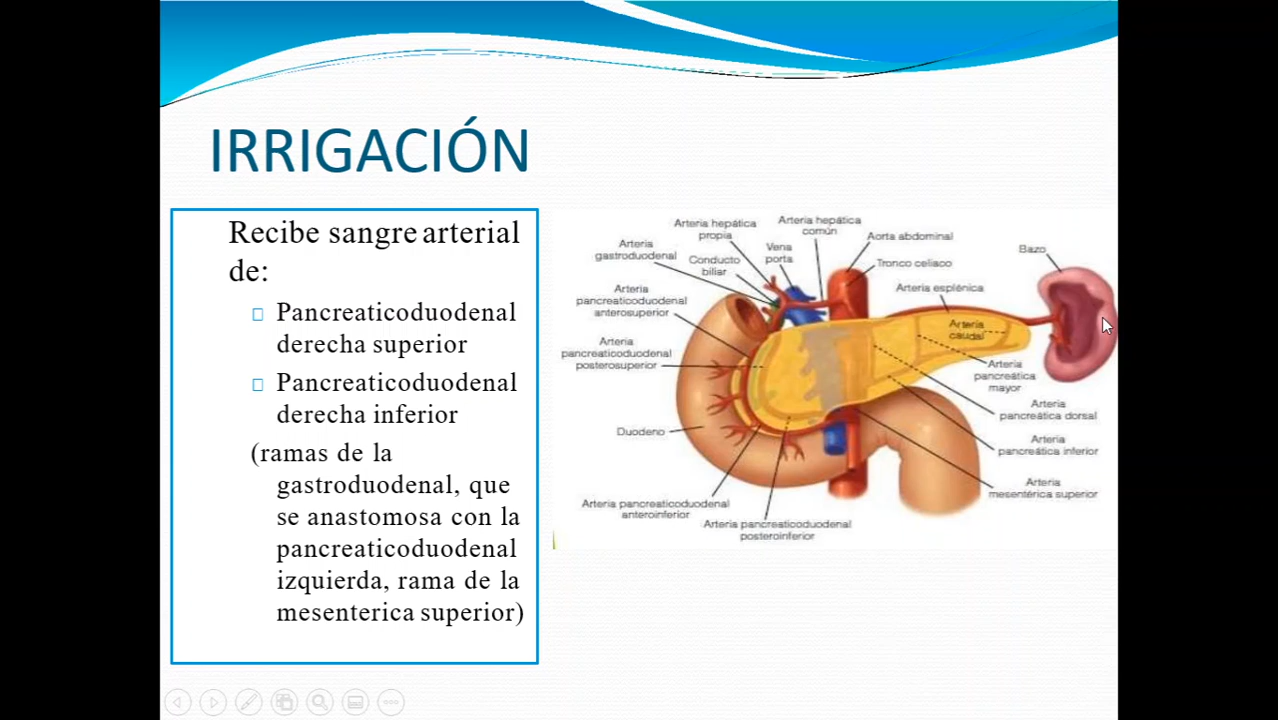 IRRIGACIÓN
Recibe sangre arterial
de:
Pancreaticoduodenal
derecha superior
Pancreaticoduodenal
derecha inferior
(ramas de la
gastroduodenal, que
se anastomosa con la
pancreaticoduodenal
izquierda, rama de la
mesenterica superior)
Arteria hepática
propia
Arteria hepática
común
Aorta abdominal
Arteria
gastroduodenal
Conducto
biliar
Vena
porta
Tronco celiaco
Bazo
Arteria
pancreaticoduodenal
anterosuperior
Arteria esplénica
Arteria
caudal
Arteria
pancreaticoduodenal
posterosuperior
Arteria
pancreática
mayor
Arteria
pancreática dorsal
Duodeno
Arteria
pancreática inferior
Arteria
mesentérica superior
Arteria pancreaticoduodenal
anteroinferior
Arteria pancreaticoduodenal
posteroinferior